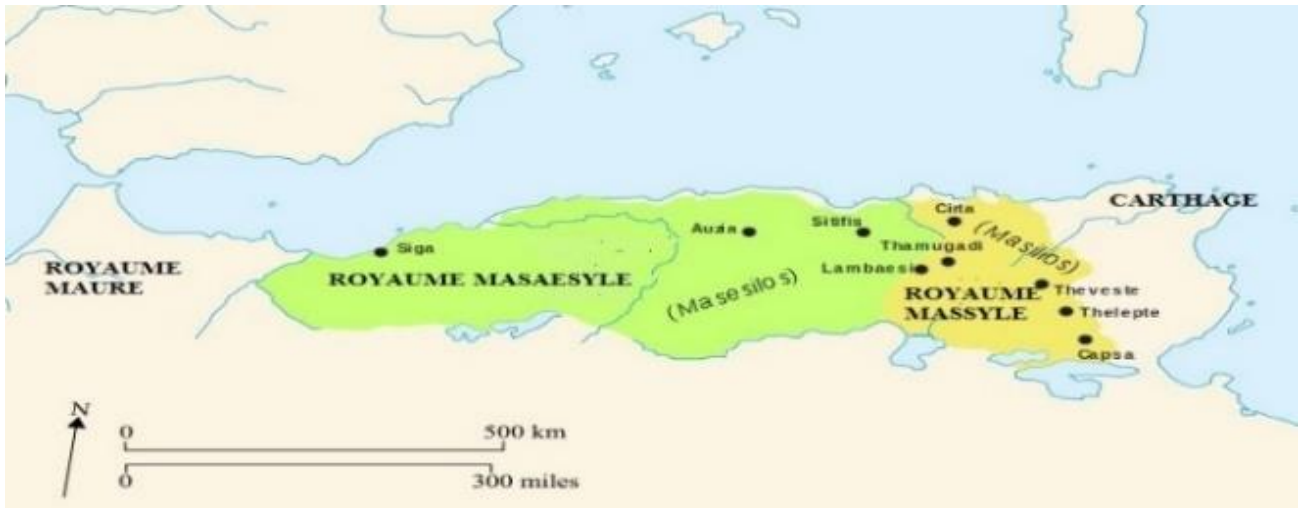 CARTHAGE
Cirta
(Masilios)
Sitifis
Auzia
Thamugadi
Siga
Lambaesi
ROYAUME
MAURE
ROYAUME MASAESYLE
(Masesilos)
ROYAUME
MASSYLE
Theveste
Thelepte
Capsa
N
0
500 km
0
300 miles